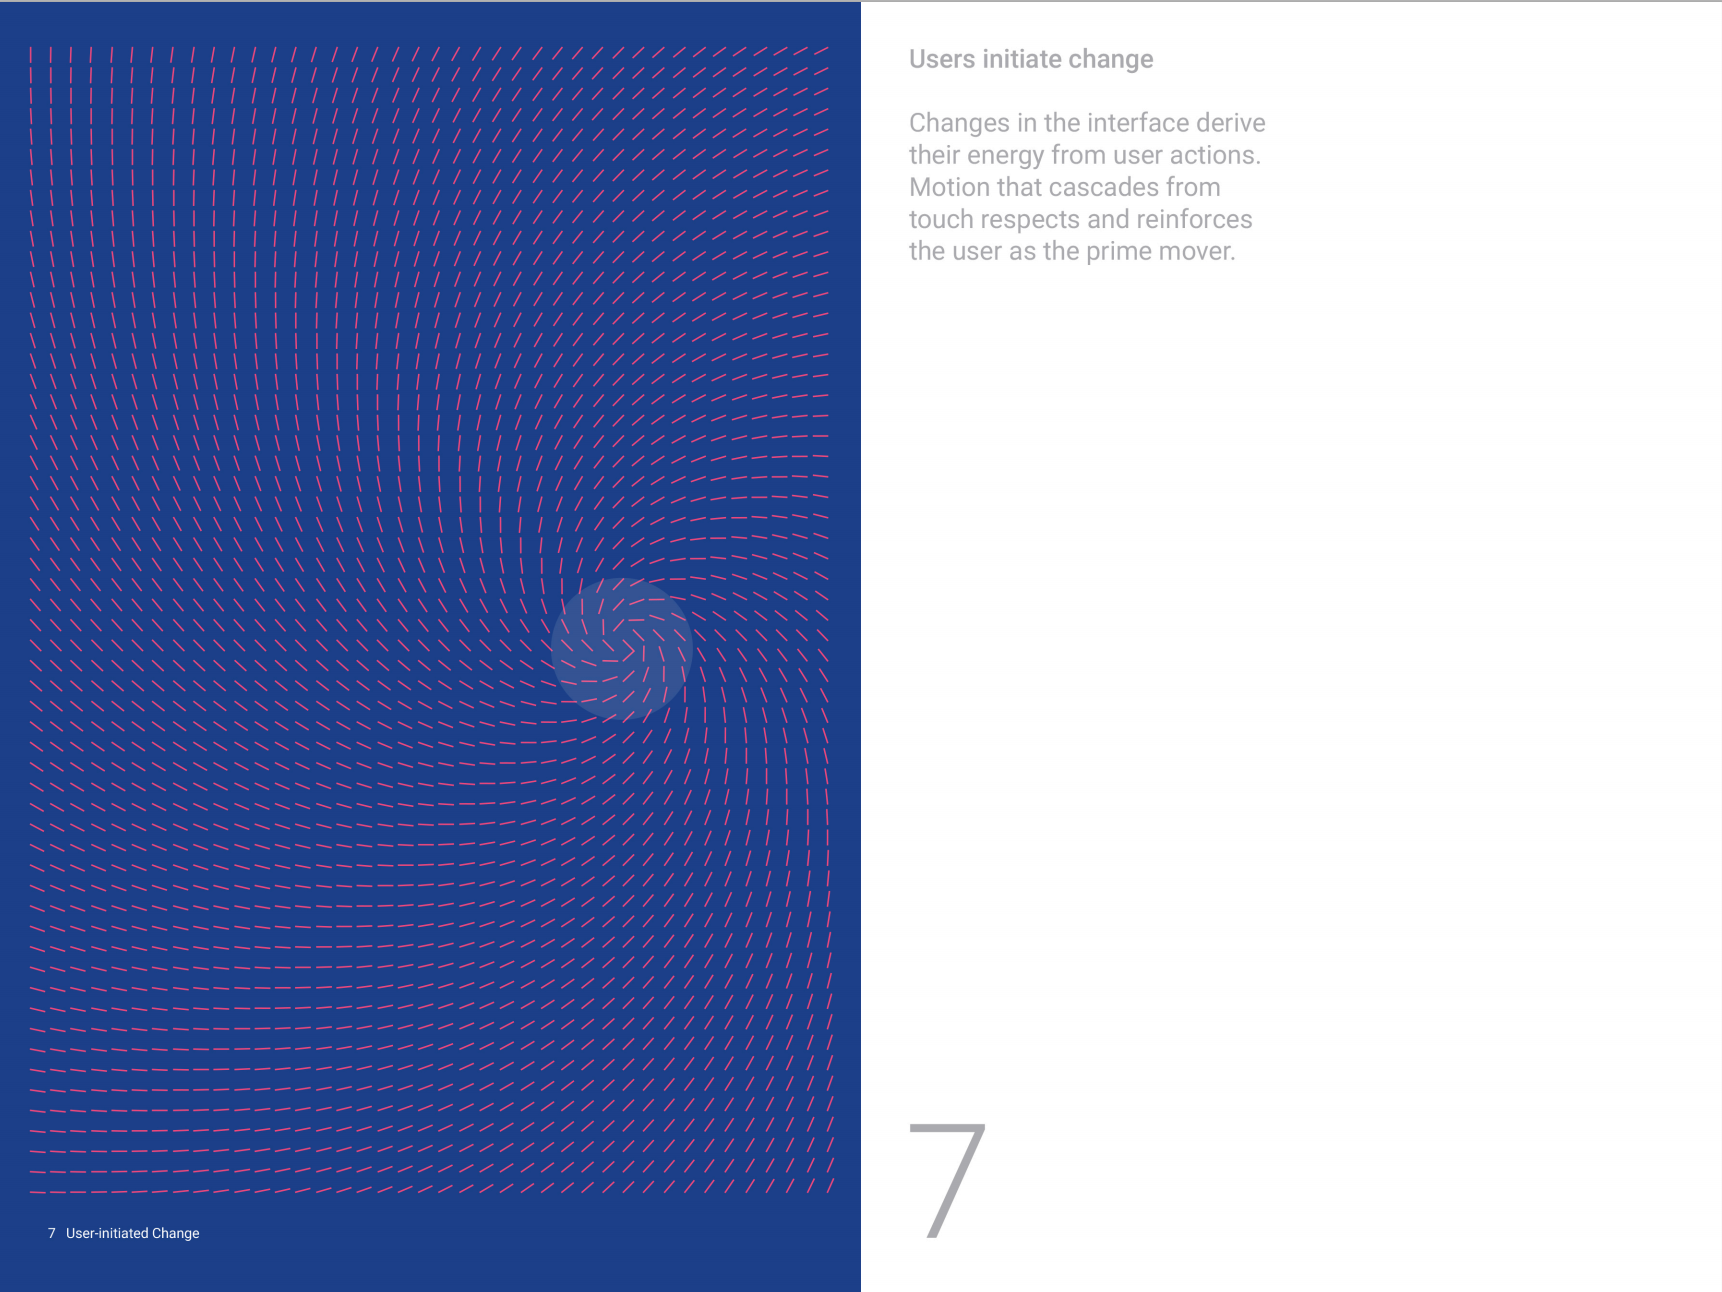 Users initiate change
Changes in the interface derive
their energy from user actions.
Motion that cascades from
touch respects and reinforces
the user as the prime mover.
7
7 User-initiated Change